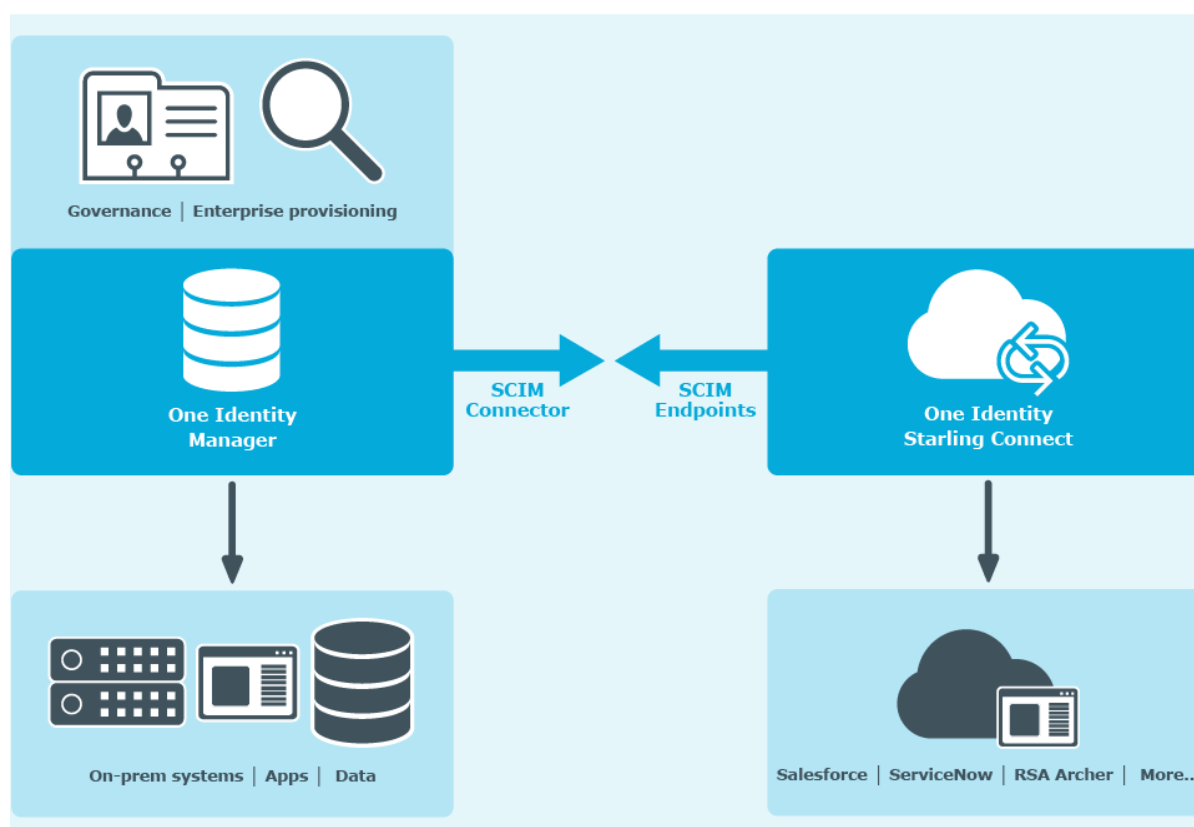 Governance | Enterprise provisioning
One Identity
Manager
SCIM
Connector
SCIM
Endpoints
One Identity
Starling Connect
On-prem systems | Apps | Data
Salesforce | ServiceNow | RSA Archer | More..